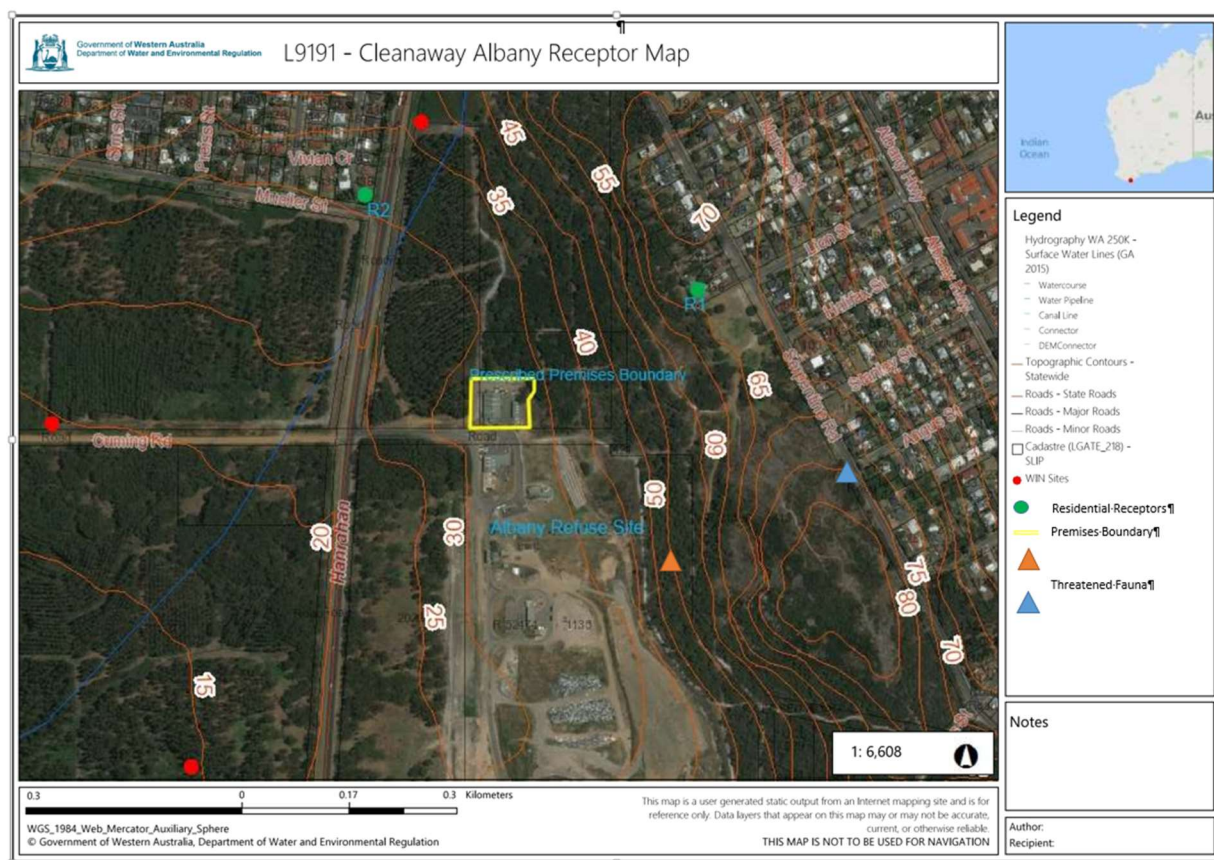 ¶
Government of Western Australia
Department of Water and Environmental Regulation
L9191 - Cleanaway Albany Receptor Map
Vivian Cr
Mueller St
R2
45
35
55
70
Albany Hwy
Albany Hwy
R1
40
65
Prescribed Premises Boundary
Road
Cuming Rd
Road
60
50
Albany Refuse Site
30
20
Hanrahan
25
75
80
70
15
1: 6,608
Indian
Ocean
Aus
Legend
Hydrography WA 250K -
Surface Water Lines (GA
2015)
Watercourse
Water Pipeline
Canal Line
Connector
DEMConnector
Topographic Contours -
Statewide
Roads - State Roads
Roads - Major Roads
Roads - Minor Roads
Cadastre (LGATE_218) -
SLIP
WIN Sites
Residential·Receptors¶
Premises·Boundary¶
Threatened·Fauna¶
Notes
Author:
Recipient:
0.3 0 0.17 0.3 Kilometers
WGS_1984_Web_Mercator_Auxiliary_Sphere
© Government of Western Australia, Department of Water and Environmental Regulation
This map is a user generated static output from an Internet mapping site and is for
reference only. Data layers that appear on this map may or may not be accurate,
current, or otherwise reliable.
THIS MAP IS NOT TO BE USED FOR NAVIGATION